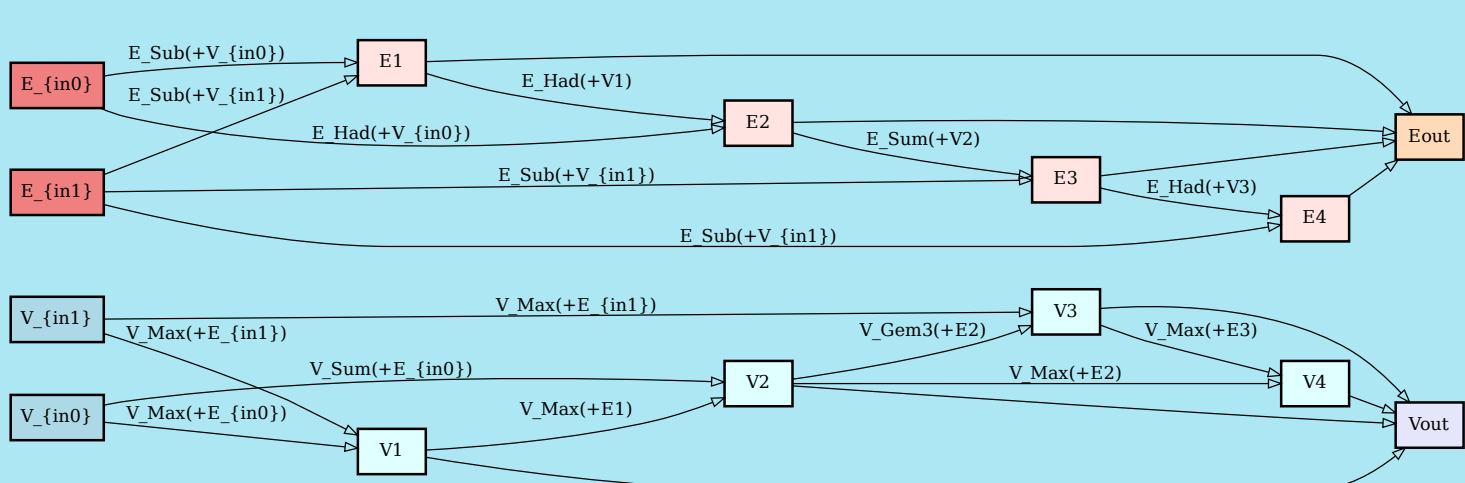 E_Sub(+V_{in0})
E1
E_{in0}
E_Had(+V1)
E_Sub(+V_{in1})
E2
E_Had(+V_{in0})
Eout
E_Sum(+V2)
E_Sub(+V_{in1})
E3
E_{in1}
E_Had(+V3)
E4
E_Sub(+V_{in1})
V_Max(+E_{in1})
V3
V_{in1}
V_Max(+E_{in1})
V_Gem3(+E2)
V_Max(+E3)
V_Sum(+E_{in0})
V_Max(+E2)
V2
V4
V_{in0}
V_Max(+E_{in0})
V_Max(+E1)
Vout
V1